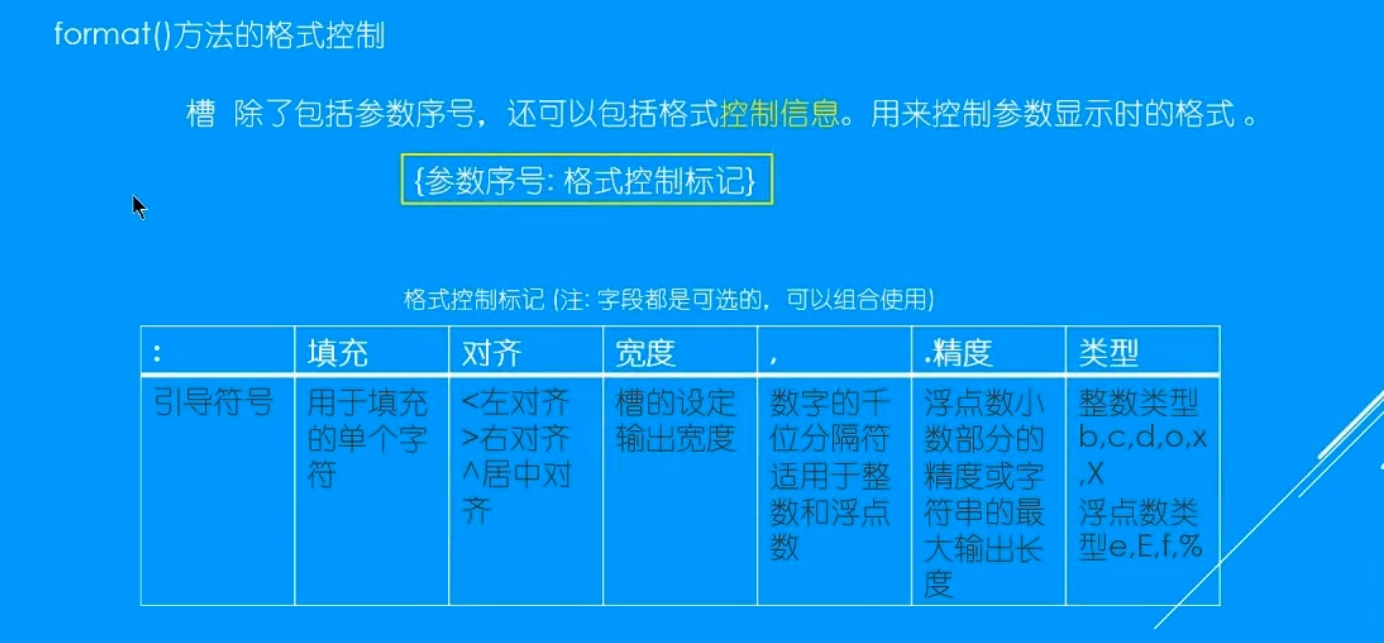 format()方法的格式控制
槽 除了包括参数序号，还可以包括格式控制信息。用来控制参数显示时的格式。
{参数序号: 格式控制标记}
格式控制标记 (注: 字段都是可选的，可以组合使用)
:
填充
对齐
宽度
,
.精度
类型
引导符号
用于填充
的单个字
符
<左对齐
>右对齐
^居中对
齐
槽的设定
输出宽度
数字的千
位分隔符
适用于整
数和浮点
数
浮点数小
数部分的
精度或字
符串的最
大输出长
度
整数类型
b,c,d,o,x
,X
浮点数类
型e,E,f,%